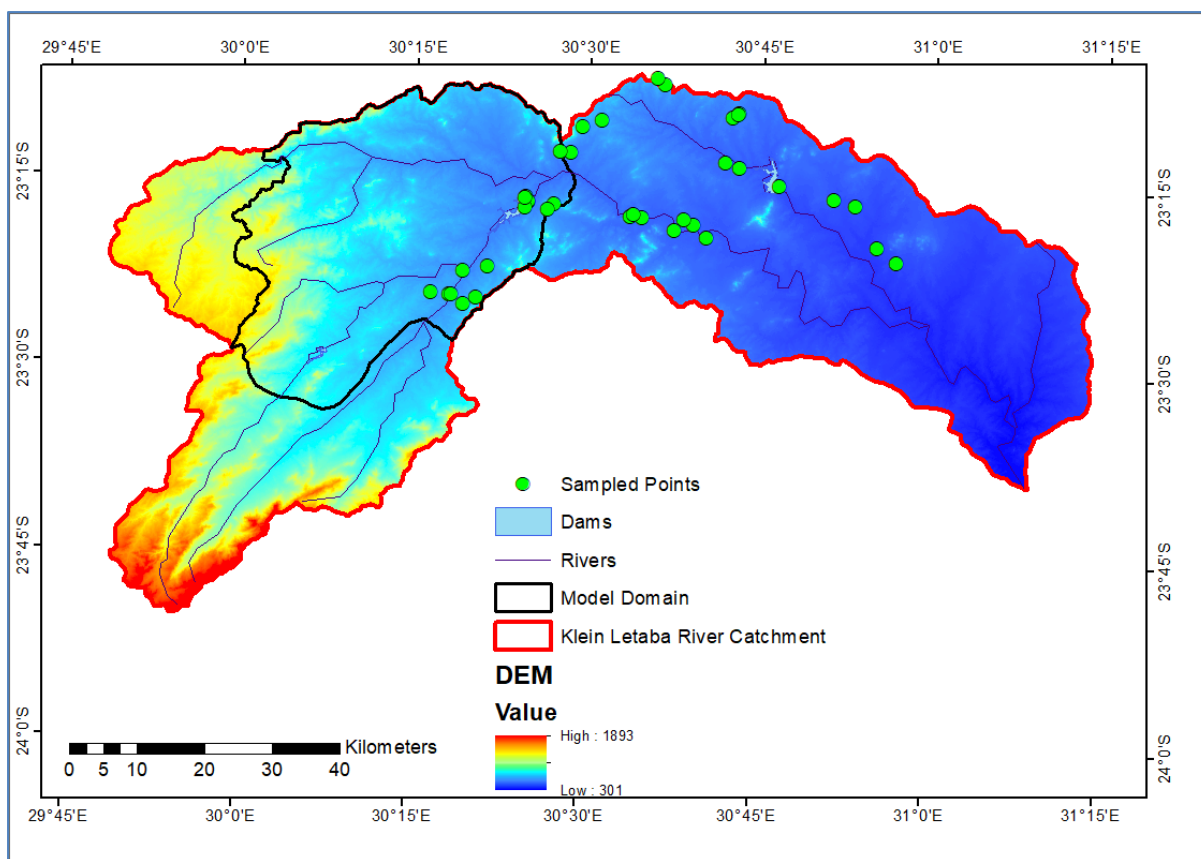 29°45'E 30°0'E 30°15'E 30°30'E 30°45'E 31°0'E 31°15'E
23°15'S 23°15'S
23°30'S 23°30'S
23°45'S 23°45'S
24°0'S 24°0'S
Sampled Points
Dams
Rivers
Model Domain
Klein Letaba River Catchment
DEM
Value
High : 1893
Low : 301
Kilometers
0 5 10 20 30 40
29°45'E 30°0'E 30°15'E 30°30'E 30°45'E 31°0'E 31°15'E